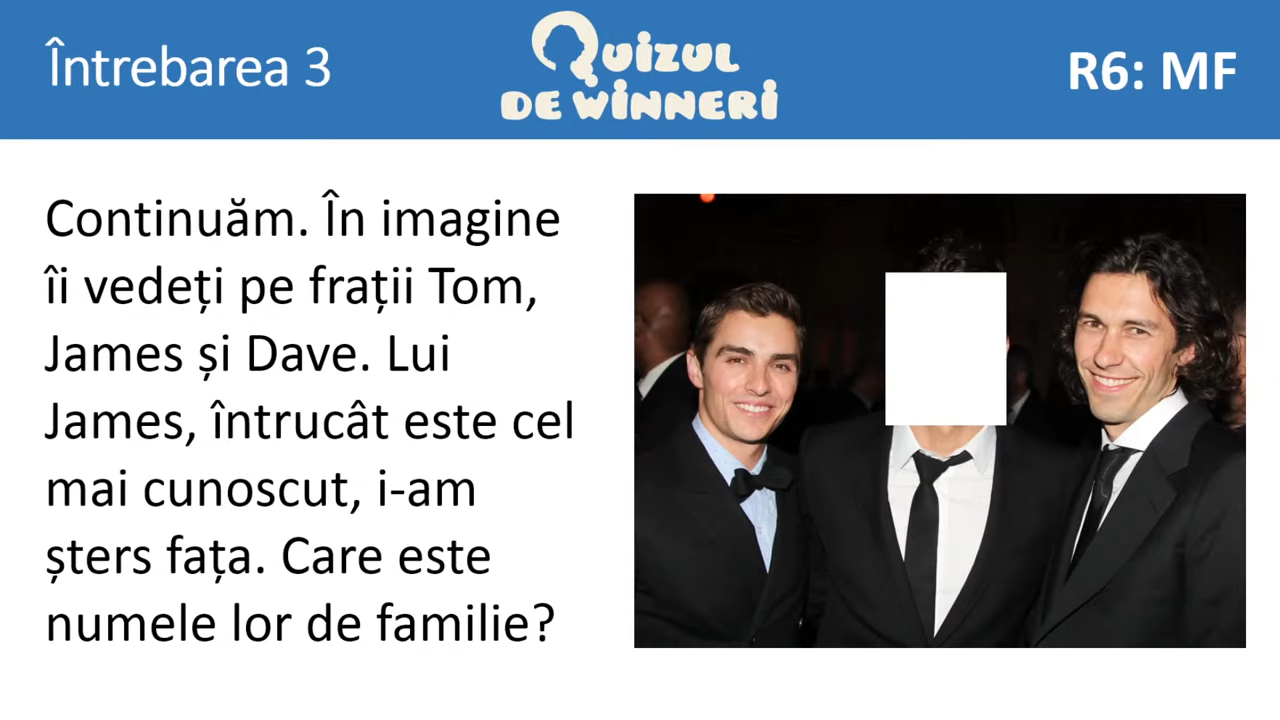 Întrebarea 3
QUIZUL
DE WINNERI
R6: MF
Continuăm. În imagine
îi vedeți pe frații Tom,
James și Dave. Lui
James, întrucât este cel
mai cunoscut, i-am
șters fața. Care este
numele lor de familie?